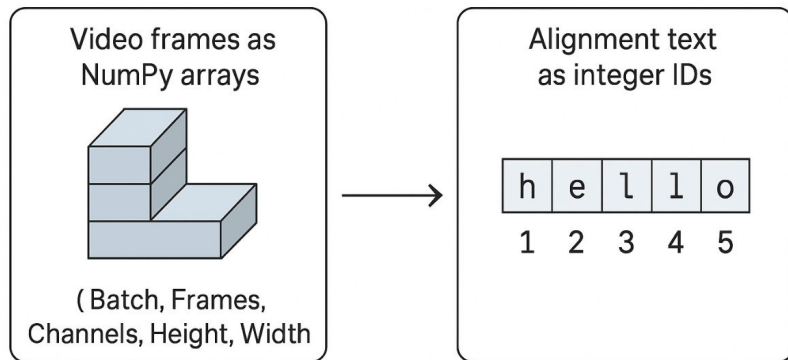 Video frames as
NumPy arrays
( Batch, Frames,
Channels, Height, Width
Alignment text
as integer IDs
h e l l o
1 2 3 4 5